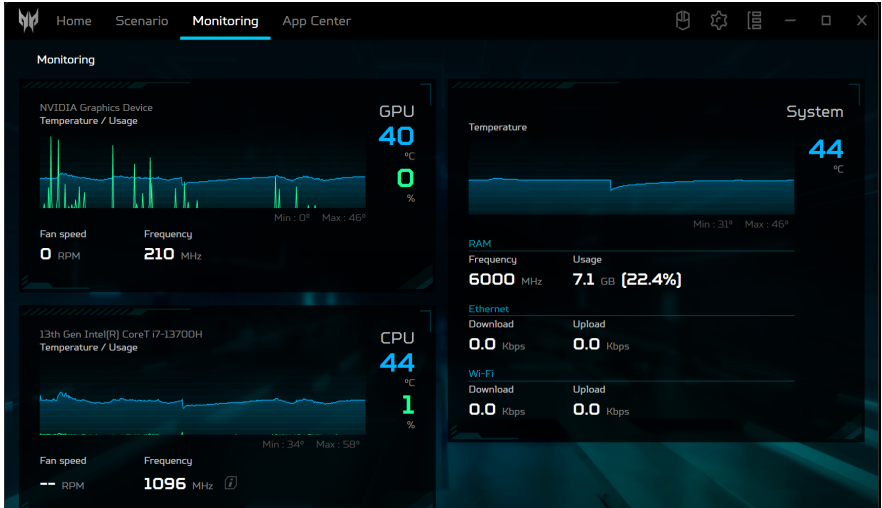 Home Scenario Monitoring App Center
Monitoring
NVIDIA Graphics Device
Temperature / Usage
GPU
40
°C
0
%
Min : 0° Max : 46°
Fan speed Frequency
0 RPM 210 MHz
13th Gen Intel(R) CoreT i7-13700H
Temperature / Usage
CPU
44
°C
1
%
Min : 34° Max : 58°
Fan speed Frequency
-- RPM 1096 MHz i
System
Temperature
44
°C
Min : 31° Max : 46°
RAM
Frequency Usage
6000 MHz 7.1 GB (22.4%)
Ethernet
Download Upload
0.0 Kbps 0.0 Kbps
Wi-Fi
Download Upload
0.0 Kbps 0.0 Kbps